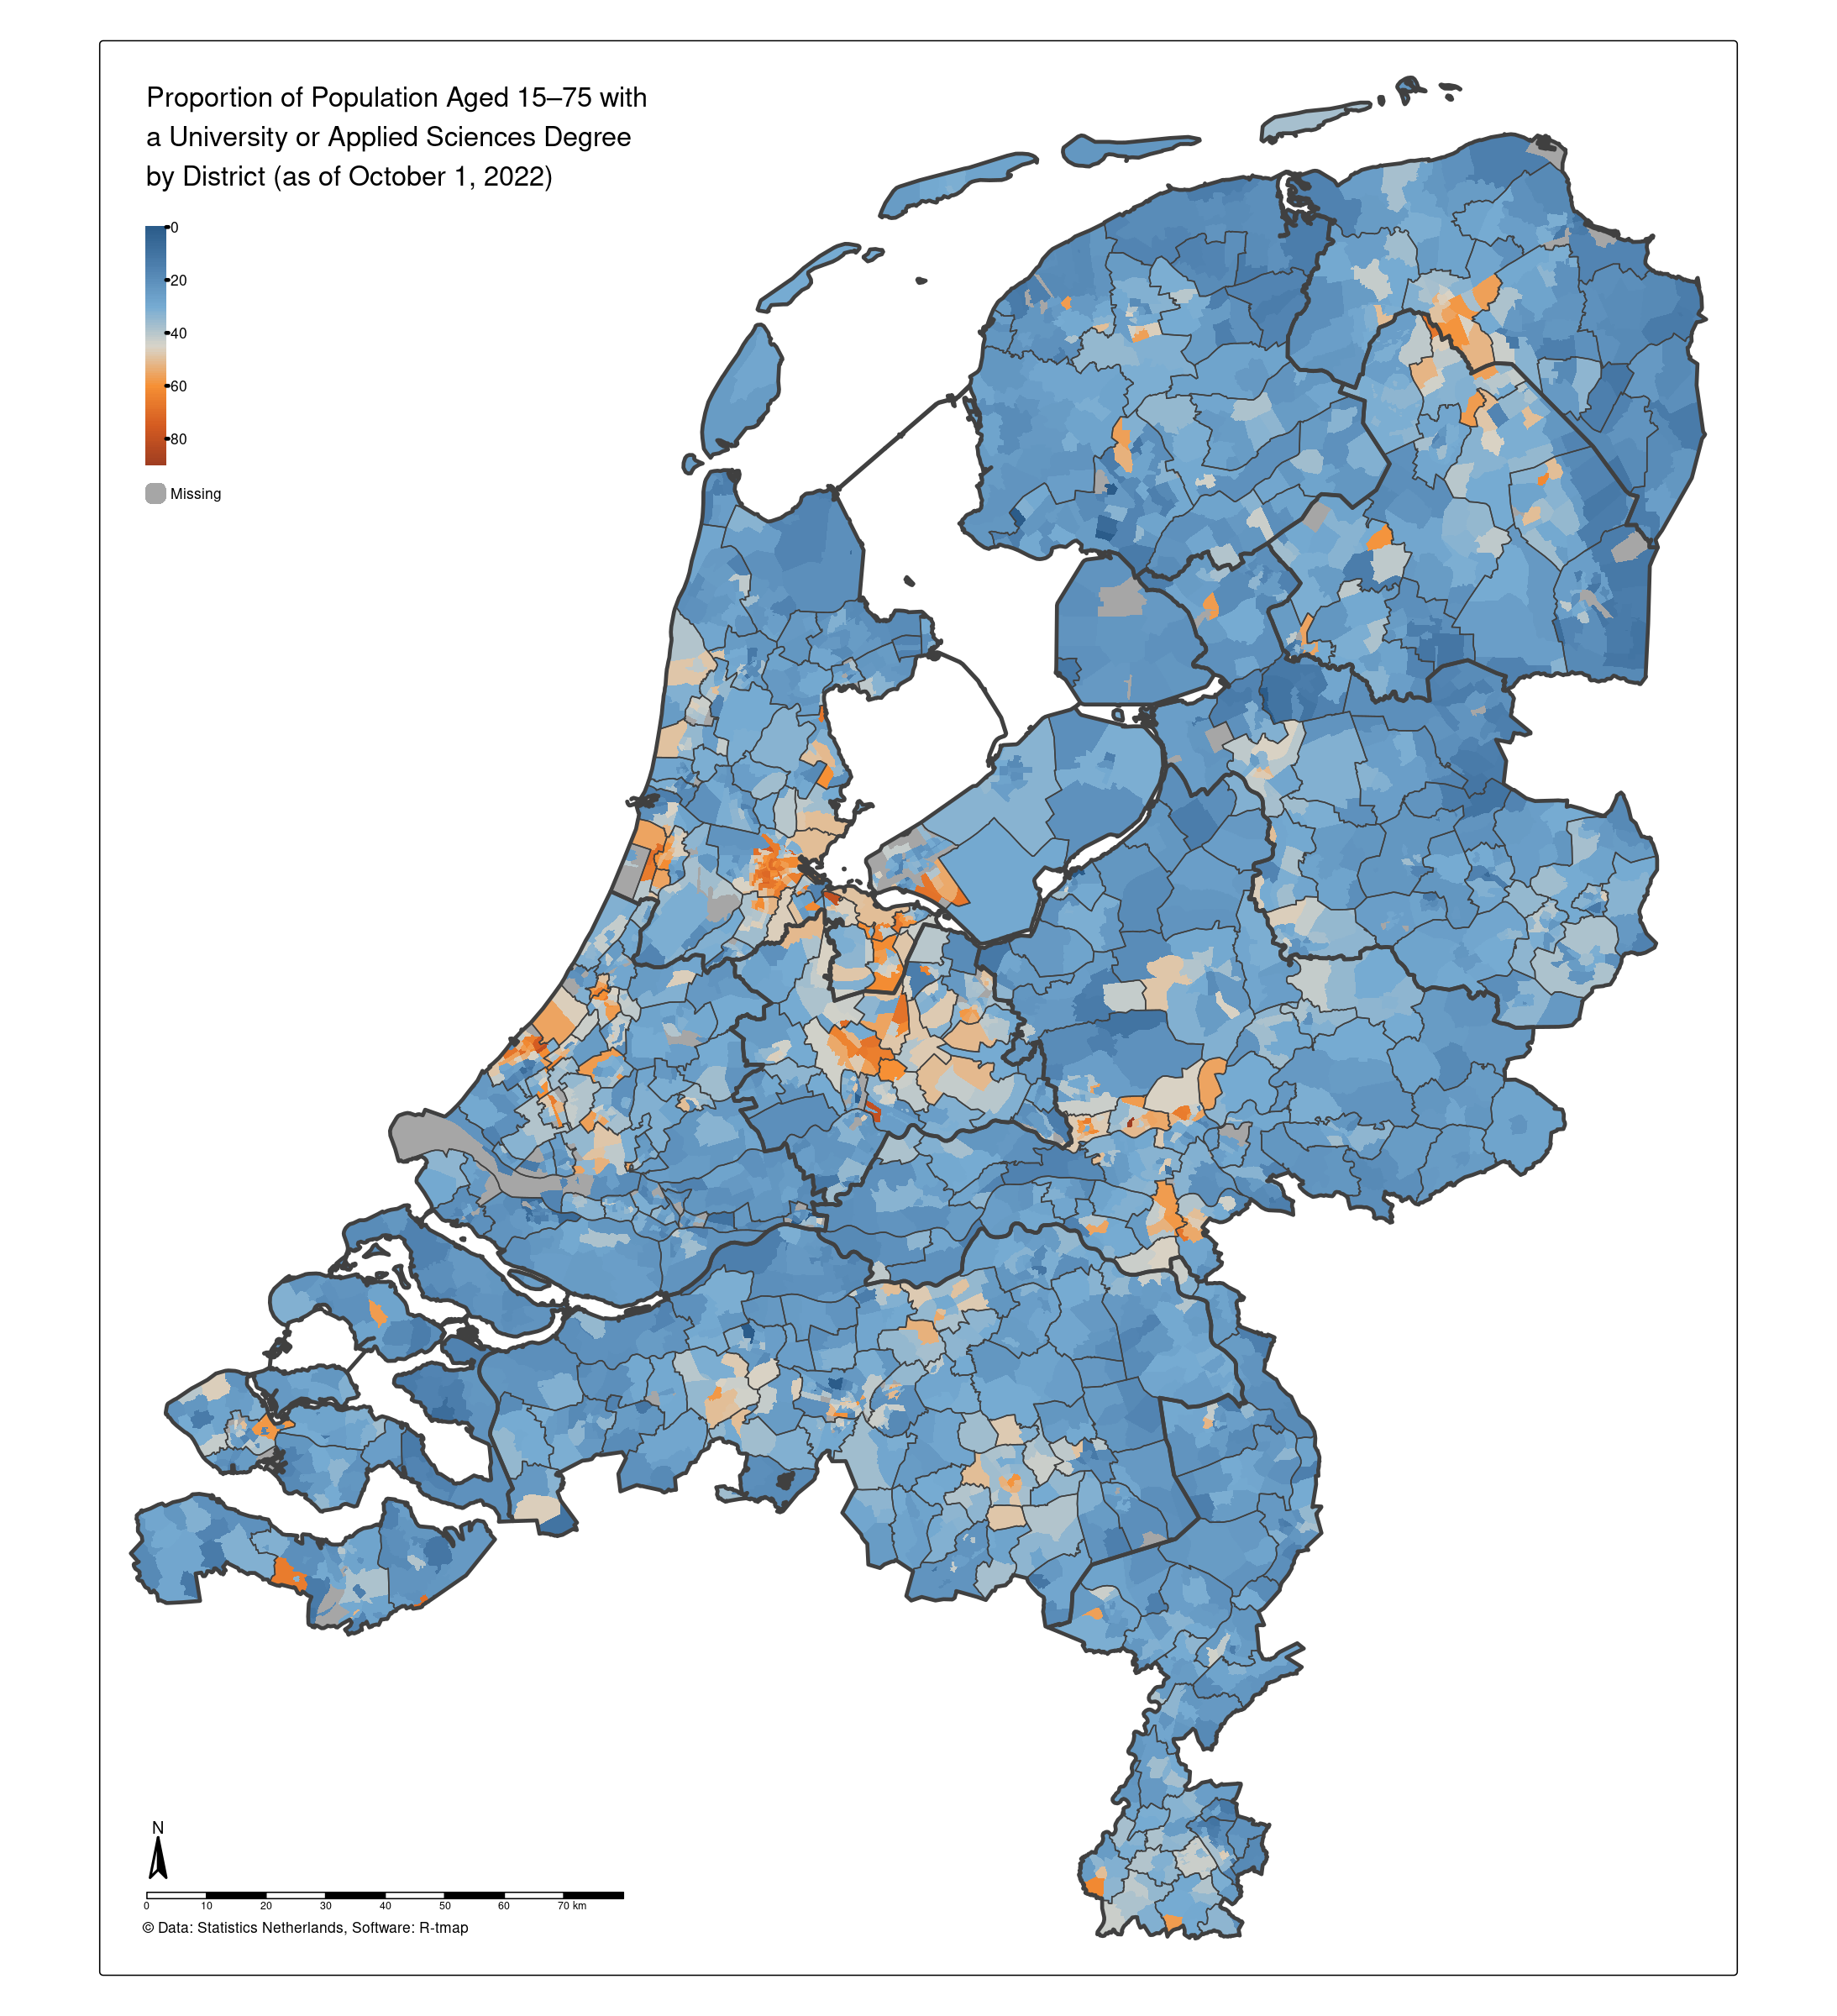 Proportion of Population Aged 15–75 with
a University or Applied Sciences Degree
by District (as of October 1, 2022)
0
20
40
60
80
Missing
N
0 10 20 30 40 50 60 70 km
© Data: Statistics Netherlands, Software: R-tmap